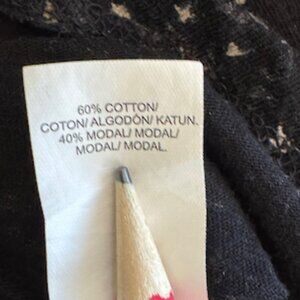 60% COTTON/
COTON/ ALGODÓN/ KATUN.
40% MODAL/ MODAL/
MODAL/ MODAL.